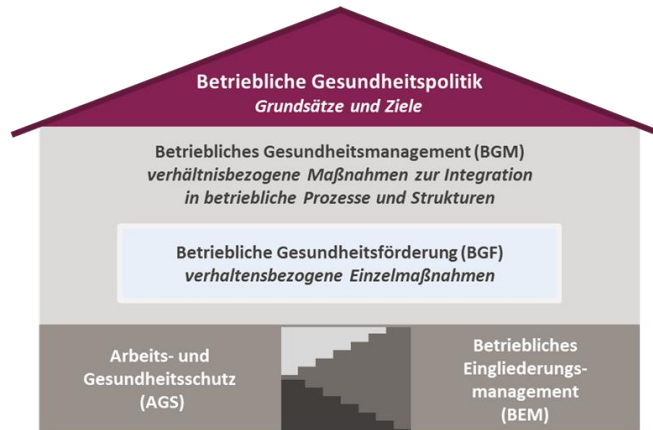 Betriebliche Gesundheitspolitik
Grundsätze und Ziele
Betriebliches Gesundheitsmanagement (BGM)
verhältnisbezogene Maßnahmen zur Integration
in betriebliche Prozesse und Strukturen
Betriebliche Gesundheitsförderung (BGF)
verhaltensbezogene Einzelmaßnahmen
Arbeits- und
Gesundheitsschutz
(AGS)
Betriebliches
Eingliederungs-
management
(BEM)